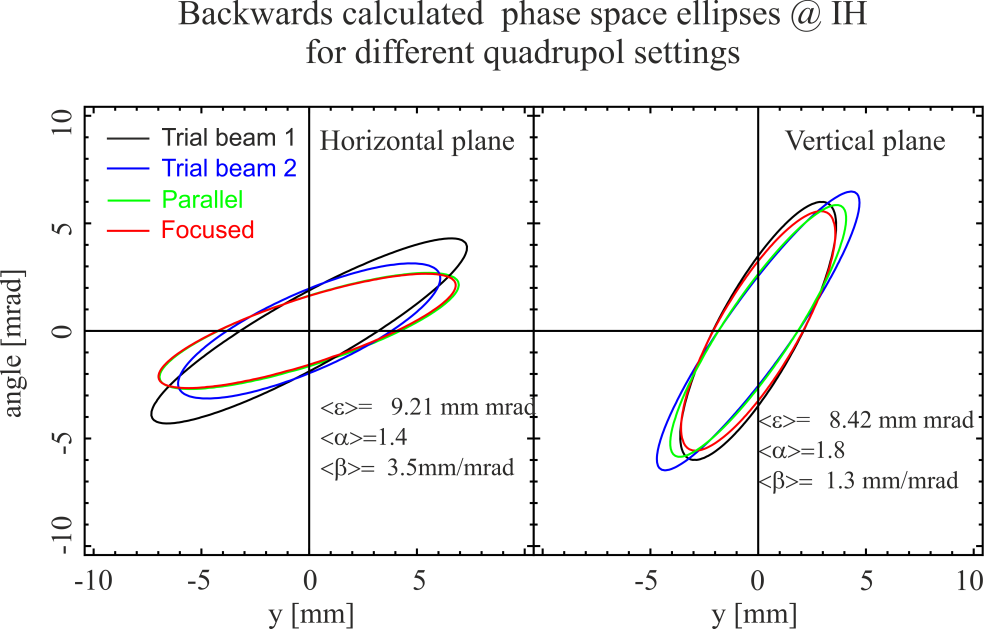 Backwards calculated phase space ellipses @ IH
for different quadrupol settings
Trial beam 1
Trial beam 2
Parallel
Focused
Horizontal plane
Vertical plane
angle [mrad]
10
5
0
-5
-10
<ε>= 9.21 mm mrad
<α>=1.4
<β>= 3.5mm/mrad
<ε>= 8.42 mm mrad
<α>=1.8
<β>= 1.3 mm/mrad
-10 -5 0 5
-5 0 5 10
y [mm]
y [mm]